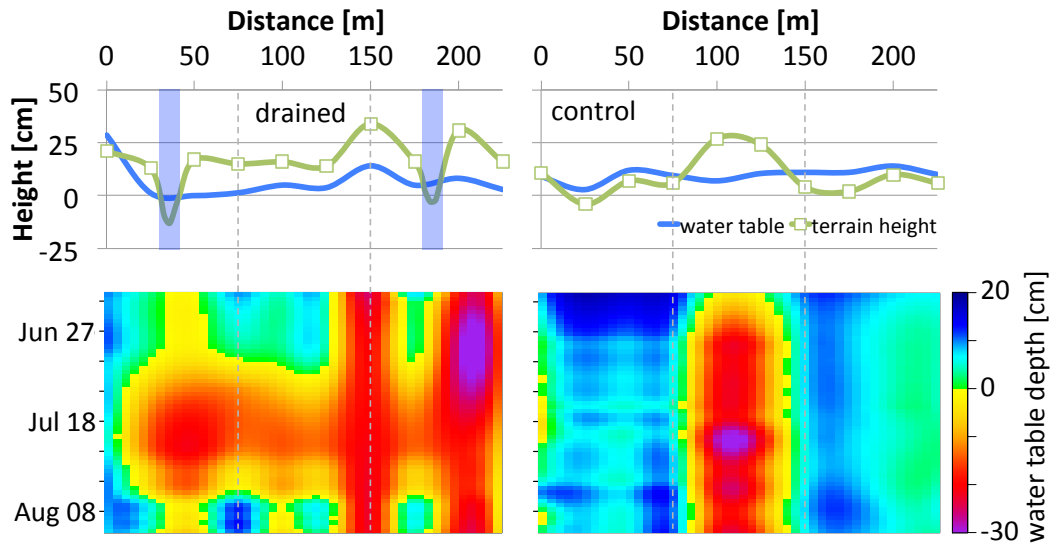 Distance [m]
Distance [m]
0 50 100 150 200
0 50 100 150 200
Height [cm]
50
25
0
-25
drained
control
water table
terrain height
Jun 27
Jul 18
Aug 08
20
0
-30
water table depth [cm]